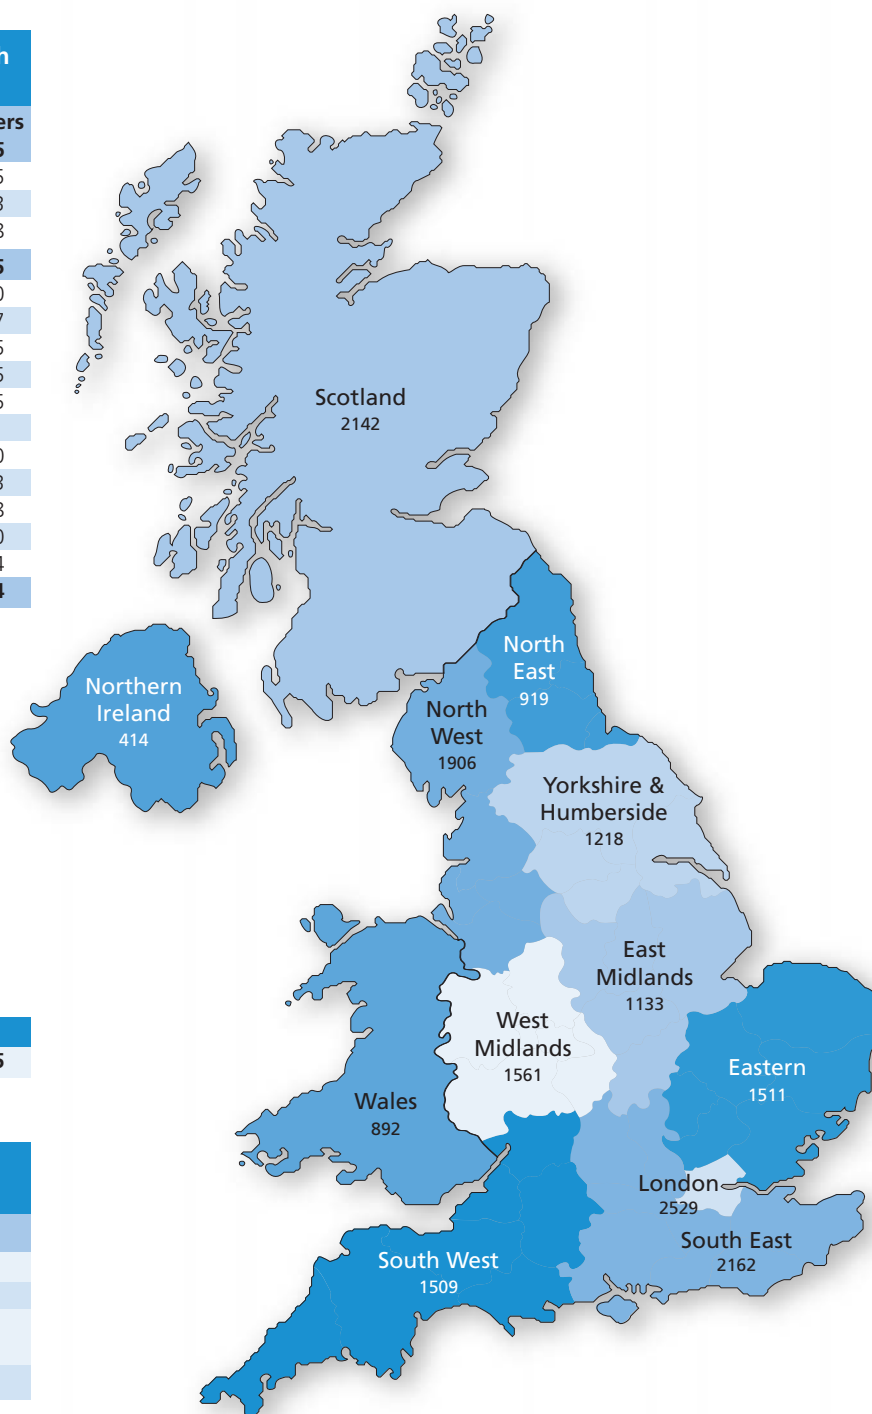 Scotland
2142
North
East
919
Northern
Ireland
414
North
West
1906
Yorkshire &
Humberside
1218
East
Midlands
1133
West
Midlands
1561
Eastern
1511
Wales
892
London
2529
South East
2162
South West
1509